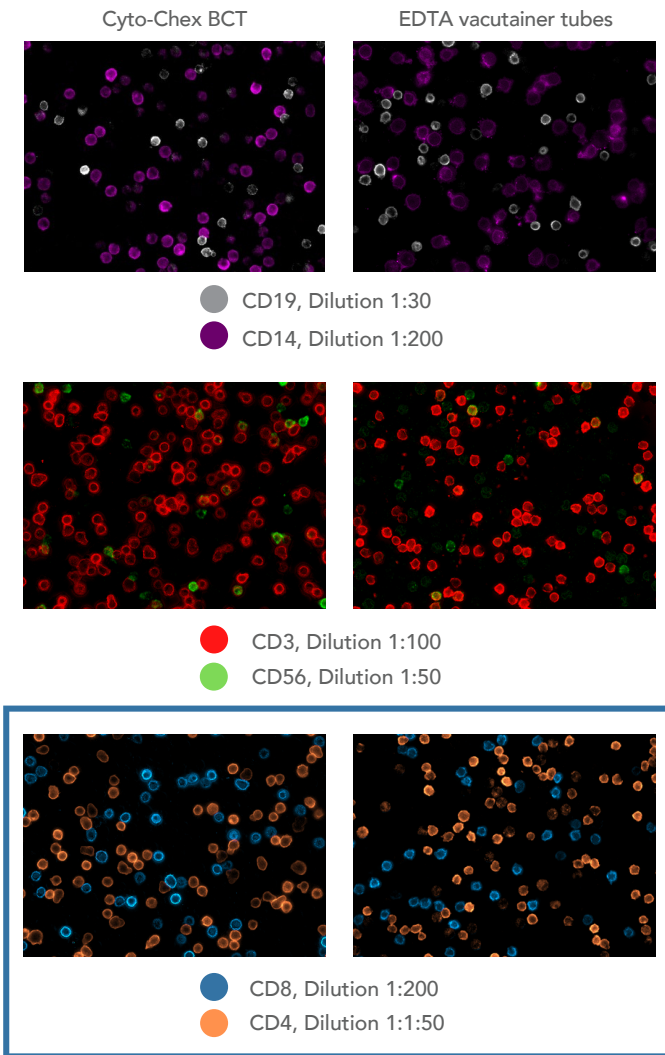 Cyto-Chex BCT
EDTA vacutainer tubes
CD19, Dilution 1:30
CD14, Dilution 1:200
CD3, Dilution 1:100
CD56, Dilution 1:50
CD8, Dilution 1:200
CD4, Dilution 1:1:50